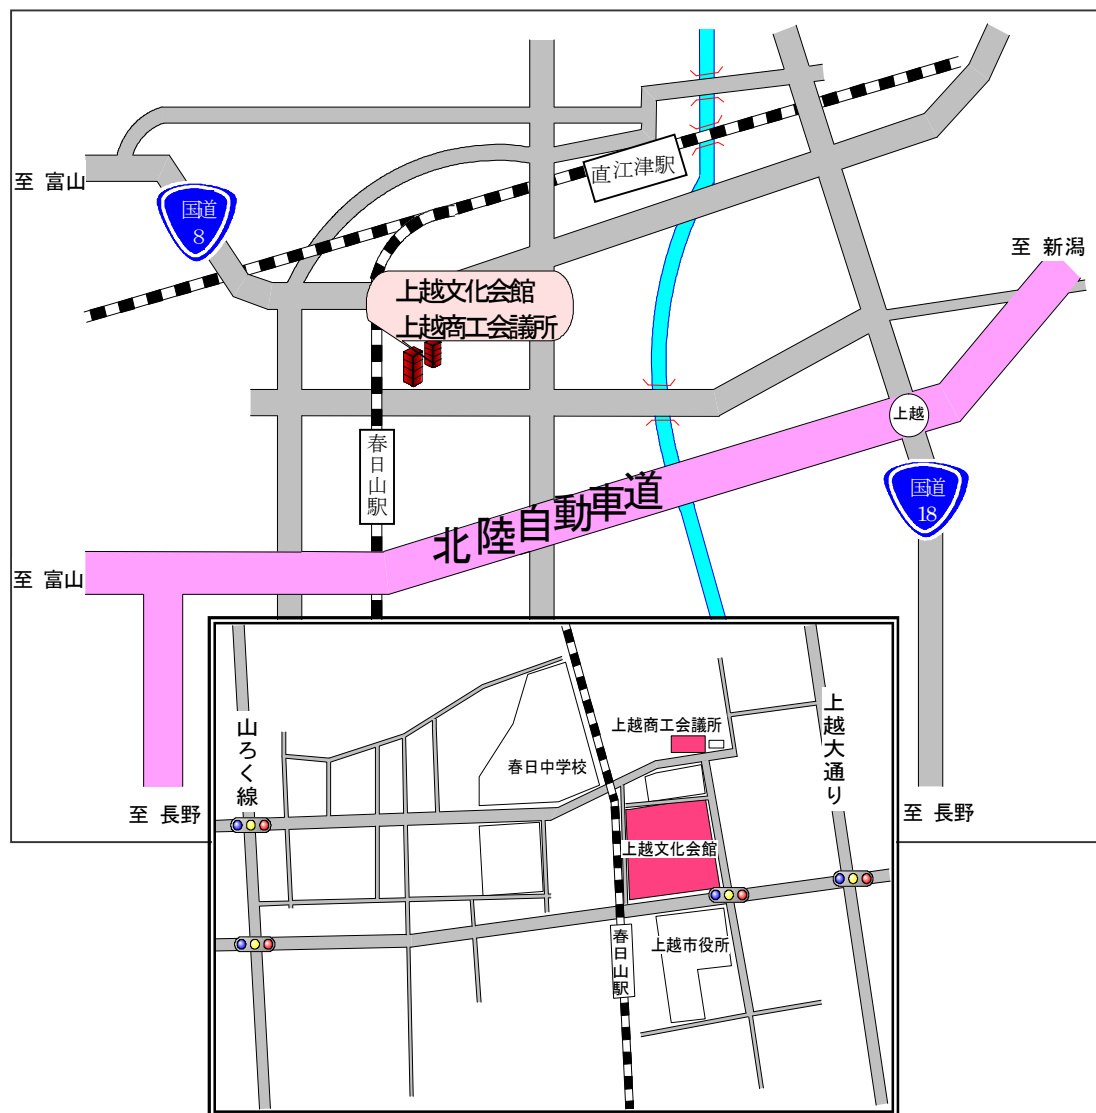 直江津駅
至 富山
国道
8
至 新潟
上越文化会館
上越商工会議所
上越
春日山駅
国道
18
北陸自動車道
至 富山
至 長野
至 長野
山ろく線
上越大通り
上越商工会議所
春日中学校
上越文化会館
上越市役所
春日山駅